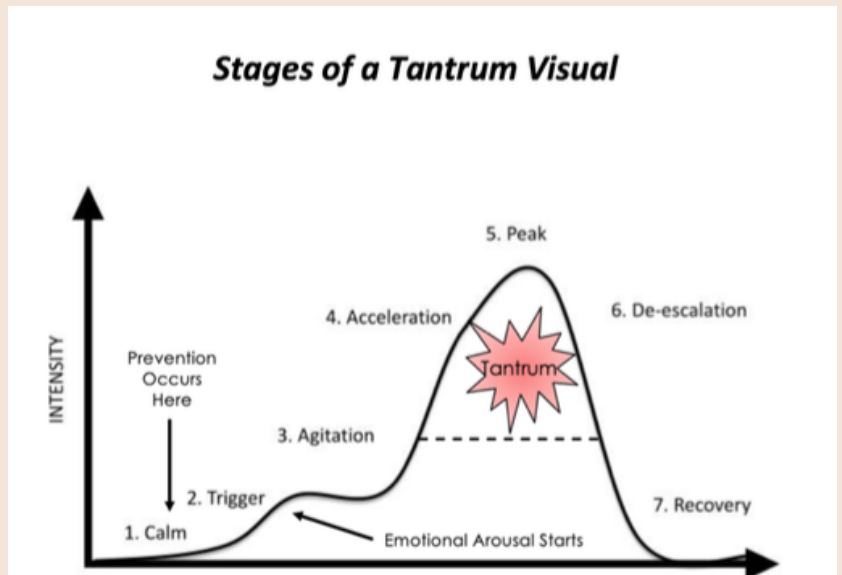 Stages of a Tantrum Visual
5. Peak
4. Acceleration
6. De-escalation
INTENSITY
Prevention
Occurs
Here
Tantrum
3. Agitation
2. Trigger
7. Recovery
1. Calm
Emotional Arousal Starts